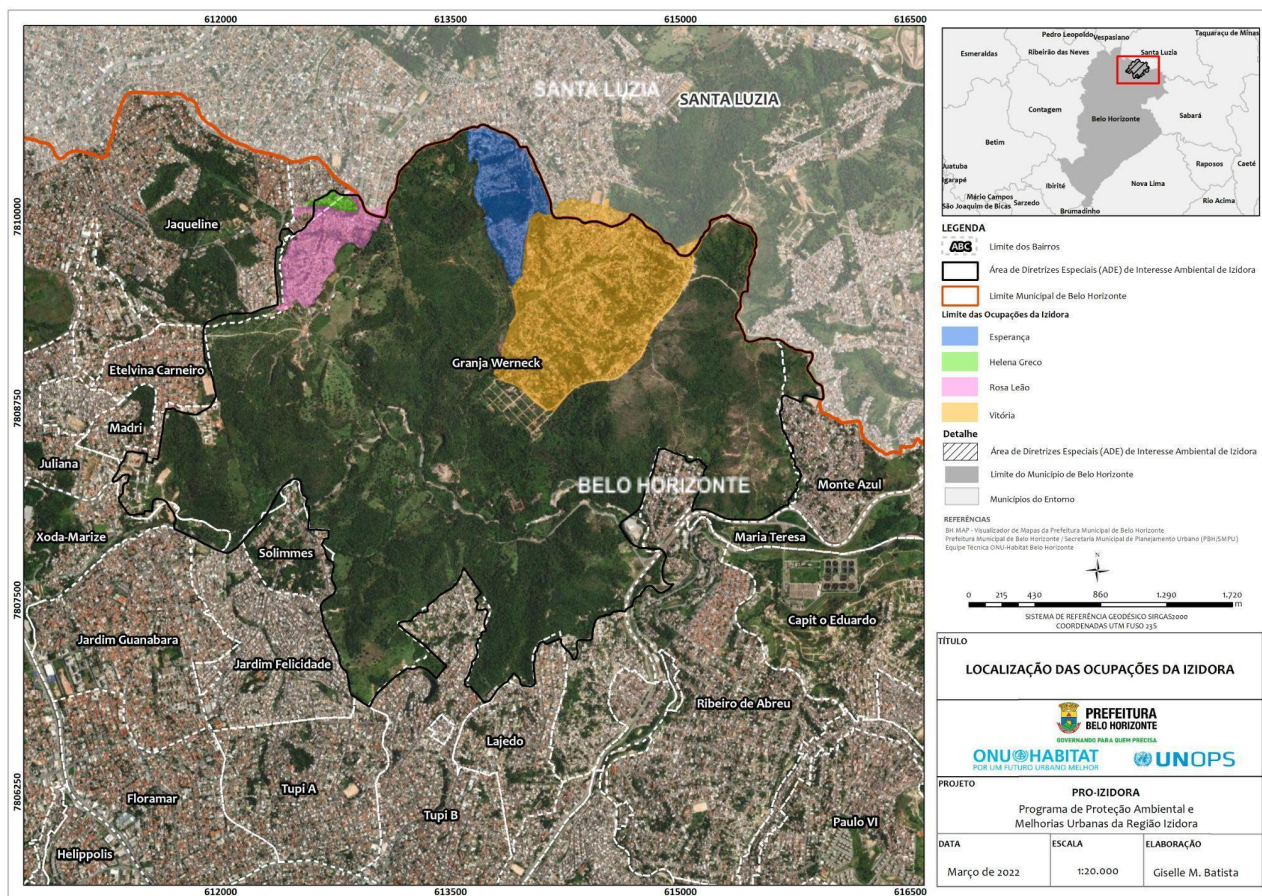 612000
613500
615000
616500
7810000
7808750
7807500
7806250
SANTA LUZIA
SANTA LUZIA
Jaqueline
Granja Werneck
Etelvina Carneiro
Madri
Juliana
BELO HORIZONTE
Monte Azul
Xoda-Marize
Solimmes
Maria Teresa
Capit o Eduardo
Jardim Guanabara
Jardim Felicidade
Ribeiro de Abreu
Lajedo
Tupi A
Floramar
Tupi B
Paulo VI
Helippolis
612000
613500
615000
616500
Pedro Leopoldo
Vespasiano
Taquaraçu de Minas
Esmeraldas
Ribeirão das Neves
Santa Luzia
Contagem
Sabará
Belo Horizonte
Betim
Juatuba
Igarapé
Raposos
Caeté
Ibirité
Nova Lima
Mário Campos
São Joaquim de Bicas
Sarzedo
Rio Acima
Brumadinho
LEGENDA
ABC
Limite dos Bairros
Área de Diretrizes Especiais (ADE) de Interesse Ambiental de Izidora
Limite Municipal de Belo Horizonte
Limite das Ocupações da Izidora
Esperança
Helena Greco
Rosa Leão
Vitória
Detalhe
Área de Diretrizes Especiais (ADE) de Interesse Ambiental de Izidora
Limite do Município de Belo Horizonte
Municípios do Entorno
REFERÊNCIAS
BH MAP - Visualizador de Mapas da Prefeitura Municipal de Belo Horizonte
Prefeitura Municipal de Belo Horizonte / Secretaria Municipal de Planejamento Urbano (PBH/SMPU)
Equipe Técnica ONU-Habitat Belo Horizonte
N
0 215 430 860 1.290 1.720
m
SISTEMA DE REFERÊNCIA GEODÉSICO SIRGAS2000
COORDENADAS UTM FUSO 23S
TÍTULO
LOCALIZAÇÃO DAS OCUPAÇÕES DA IZIDORA
PREFEITURA
BELO HORIZONTE
GOVERNANDO PARA QUEM PRECISA
ONU HABITAT
POR UM FUTURO URBANO MELHOR
UNOPS
PROJETO
PRO-IZIDORA
Programa de Proteção Ambiental e
Melhorias Urbanas da Região Izidora
DATA
Março de 2022
ESCALA
1:20.000
ELABORAÇÃO
Giselle M. Batista